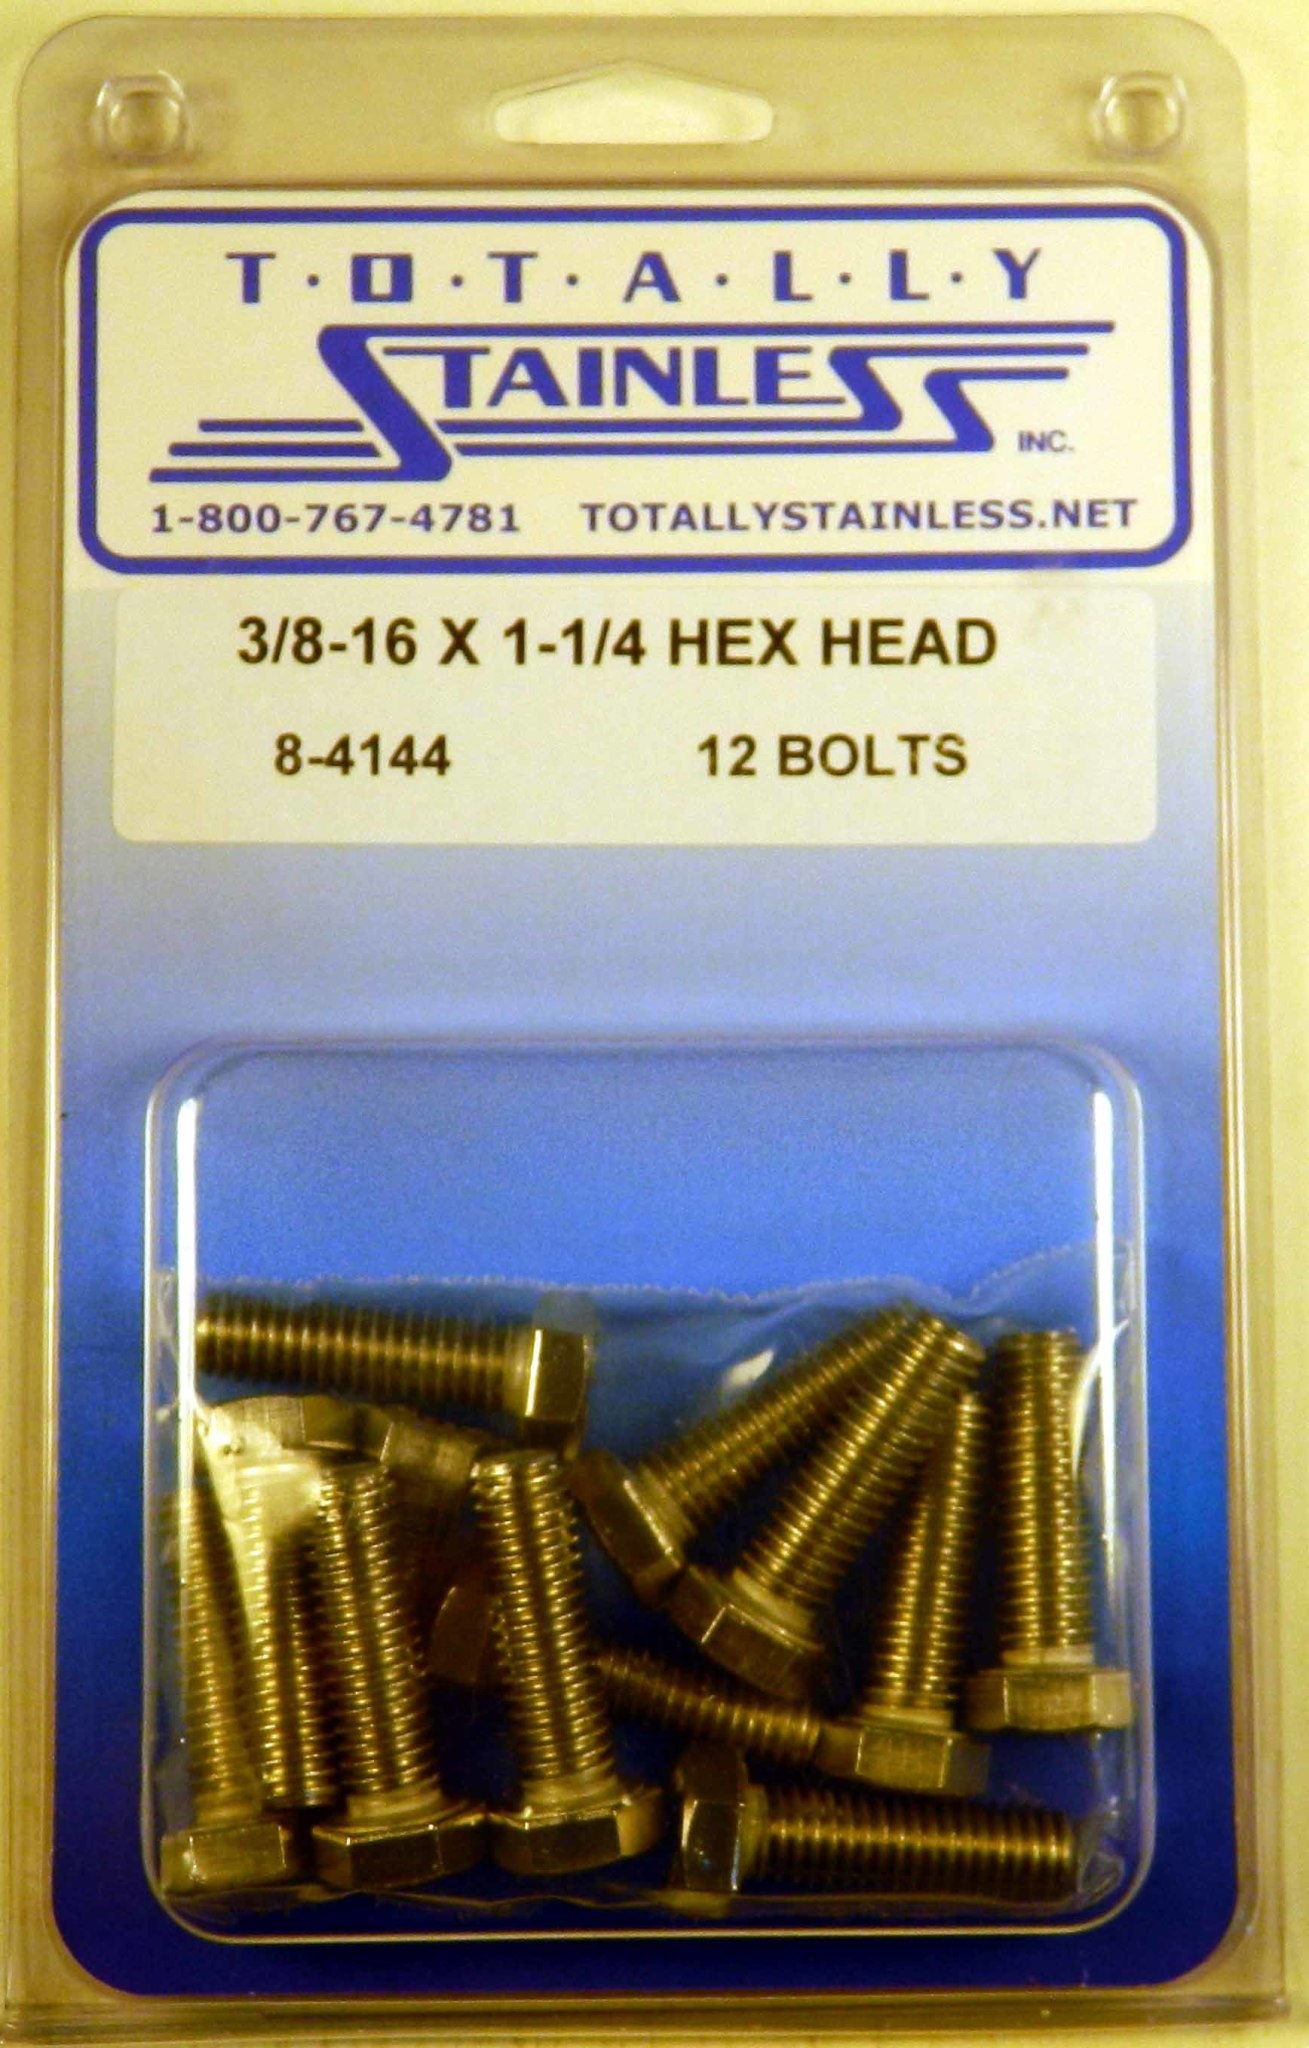 T·O·T·A·L·L·Y
STAINLESS INC.
1-800-767-4781 TOTALLYSTAINLESS.NET
3/8-16 X 1-1/4 HEX HEAD
8-4144 12 BOLTS